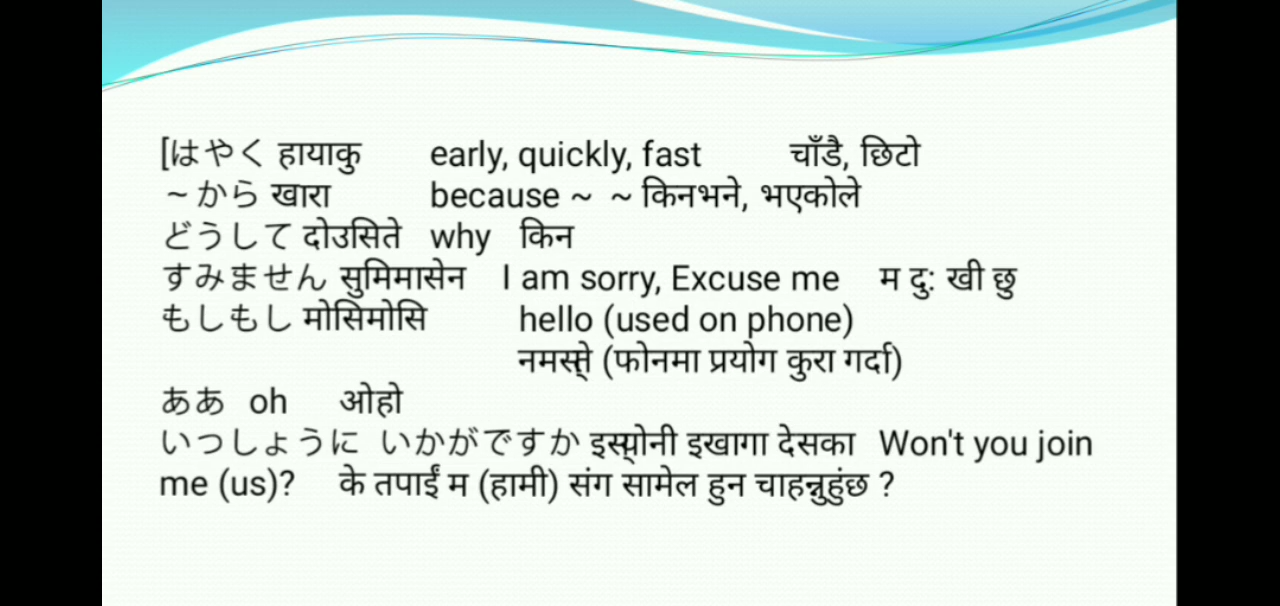 [はやく हायाकु early, quickly, fast चाँडै, छिटो
~から खारा because ~ ~ किनभने, भएकोले
どうして दोउसिते why किन
すみません सुमिमासेन I am sorry, Excuse me म दु: खी छु
もしもし मोसिमोसि hello (used on phone)
नमस्ते (फोनमा प्रयोग कुरा गर्दा)
ああ oh ओहो
いっしょうに いかがですか इस्स्योनी इखागा देसका Won't you join
me (us)? के तपाईं म (हामी) संग सामेल हुन चाहन्नुहुंछ ?